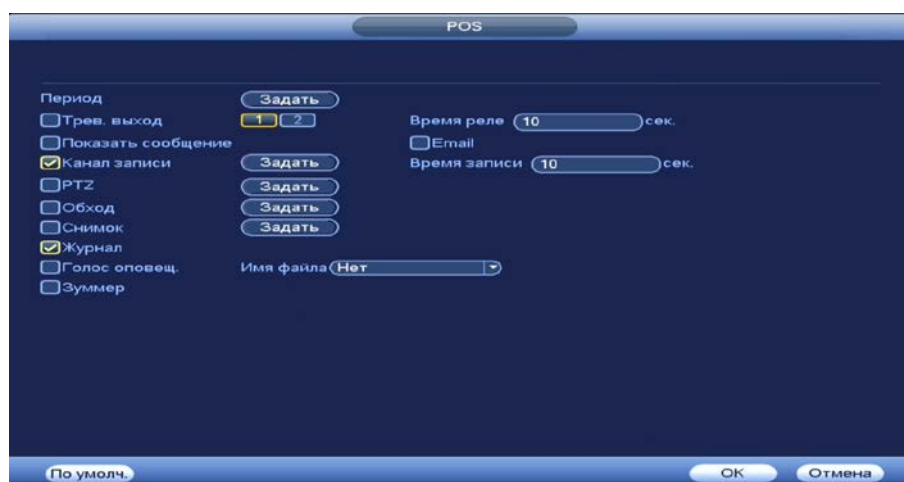 POS
Период Задать
Трев. выход 1 2 Время реле 10 сек.
Показать сообщение Email
Канал записи Задать Время записи 10 сек.
PTZ Задать
Обход Задать
Снимок Задать
Журнал
Голос оповещ. Имя файла Нет
Зуммер
По умолч. OK Отмена